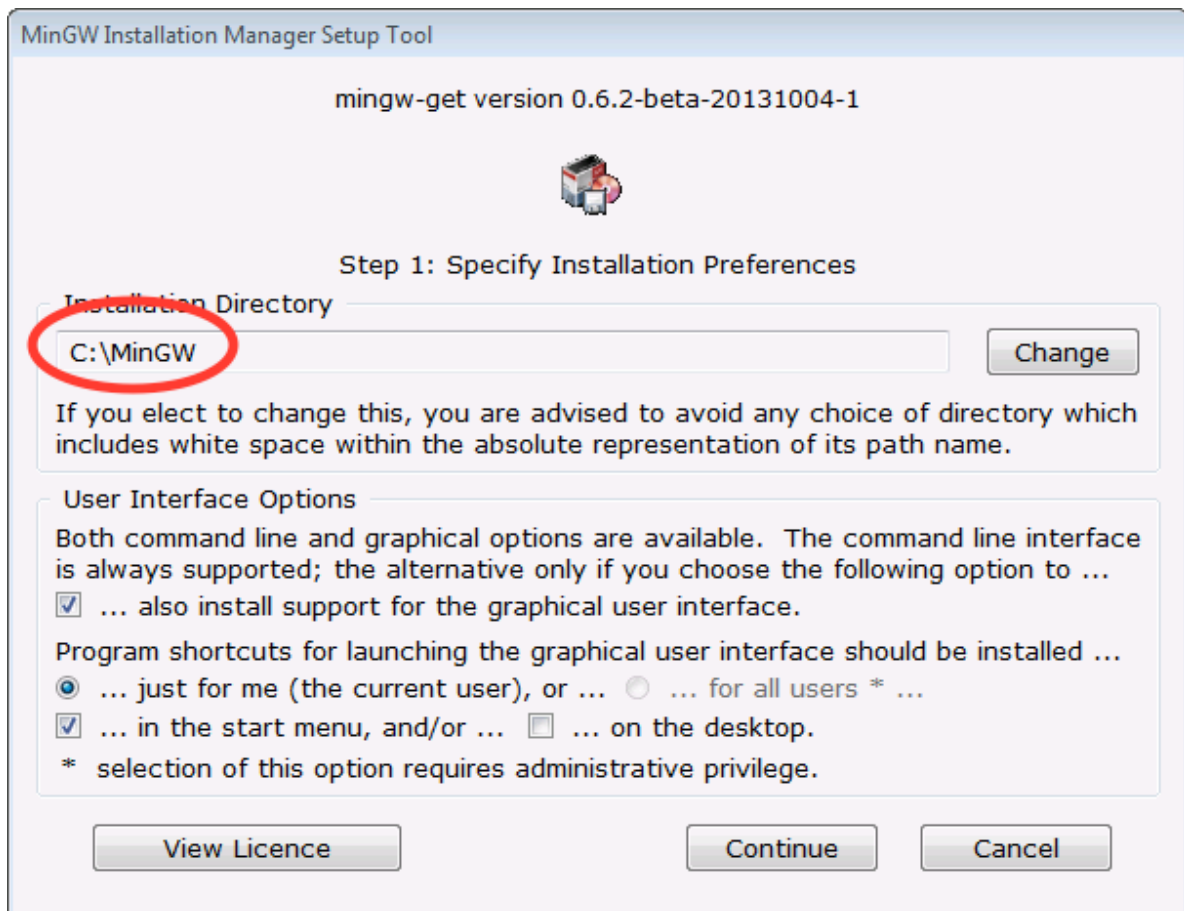 MinGW Installation Manager Setup Tool
mingw-get version 0.6.2-beta-20131004-1
Step 1: Specify Installation Preferences
Installation Directory
C:\MinGW
Change
If you elect to change this, you are advised to avoid any choice of directory which
includes white space within the absolute representation of its path name.
User Interface Options
Both command line and graphical options are available.  The command line interface
is always supported; the alternative only if you choose the following option to ...
... also install support for the graphical user interface.
Program shortcuts for launching the graphical user interface should be installed ...
... just for me (the current user), or ... ... for all users * ...
... in the start menu, and/or ... ... on the desktop.
* selection of this option requires administrative privilege.
View Licence Continue Cancel